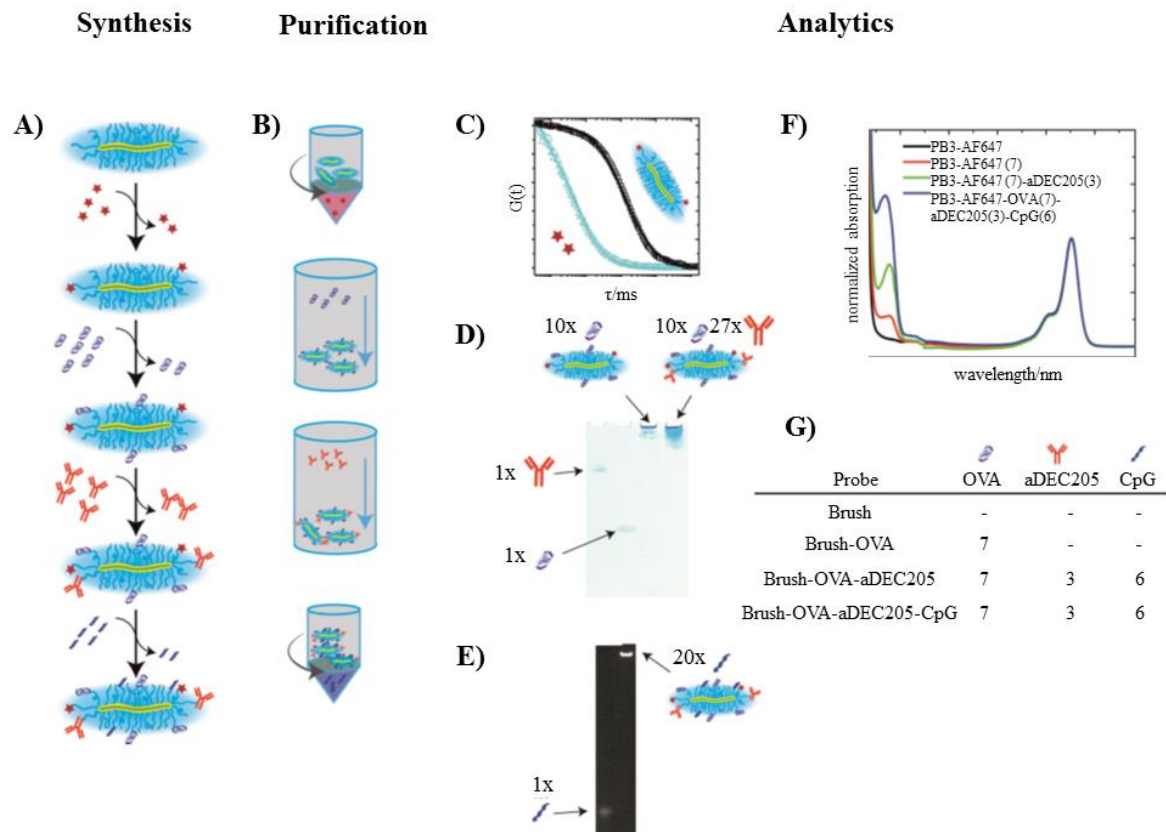 Synthesis
Purification
Analytics
A)
B)
C)
G(t)
τ/ms
D)
10x
10x
27x
1x
1x
E)
20x
1x
F)
PB3-AF647
PB3-AF647 (7)
PB3-AF647 (7)-aDEC205(3)
PB3-AF647-OVA(7)-
aDEC205(3)-CpG(6)
normalized absorption
wavelength/nm
G)
Probe OVA aDEC205 CpG
Brush - - -
Brush-OVA 7 - -
Brush-OVA-aDEC205 7 3 6
Brush-OVA-aDEC205-CpG 7 3 6